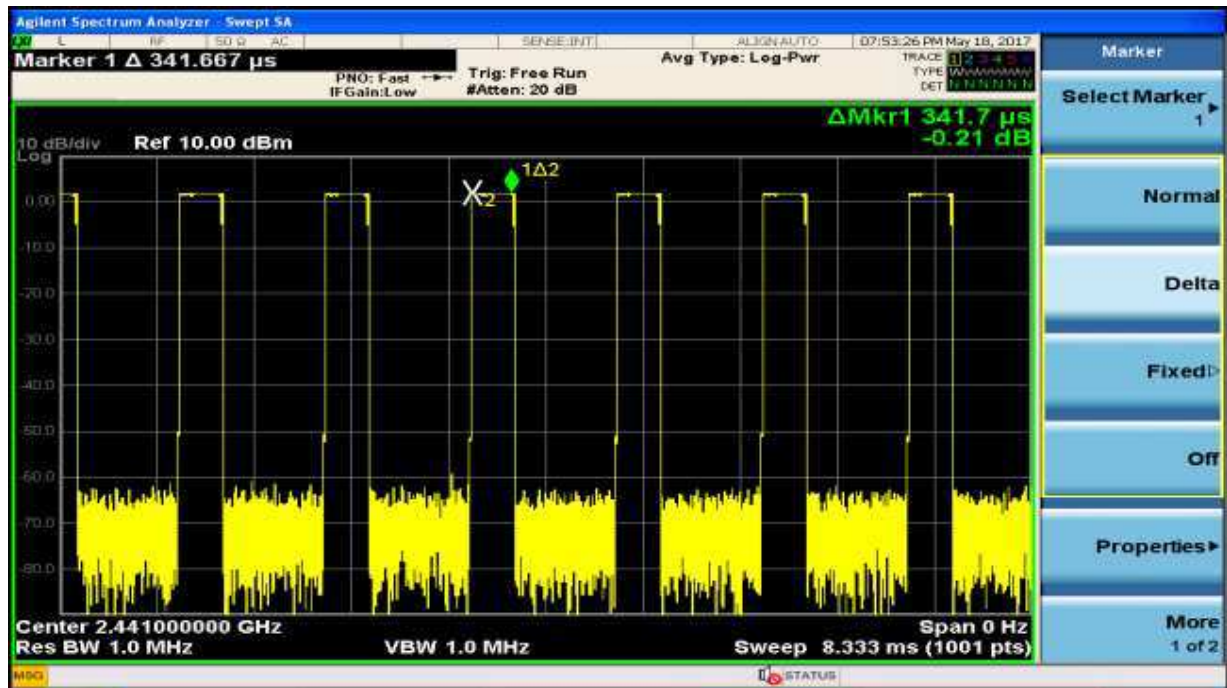 Agilent Spectrum Analyzer - Swept SA
L RF 50 Ω AC SENSE:INT ALIGN AUTO 07:53:26 PM May 18, 2017
Marker 1 Δ 341.667 µs
PNO: Fast
IFGain:Low
Trig: Free Run
#Atten: 20 dB
Avg Type: Log-Pwr
TRACE 1 2 3 4 5 6
TYPE
DET N N N N N N
ΔMkr1 341.7 µs
-0.21 dB
10 dB/div Ref 10.00 dBm
Log
1Δ2
X2
0.00
-10.0
-20.0
-30.0
-40.0
-50.0
-60.0
-70.0
-80.0
Center 2.441000000 GHz Span 0 Hz
Res BW 1.0 MHz VBW 1.0 MHz Sweep 8.333 ms (1001 pts)
MSG STATUS
Marker
Select Marker
1
Normal
Delta
Fixed
Off
Properties
More
1 of 2